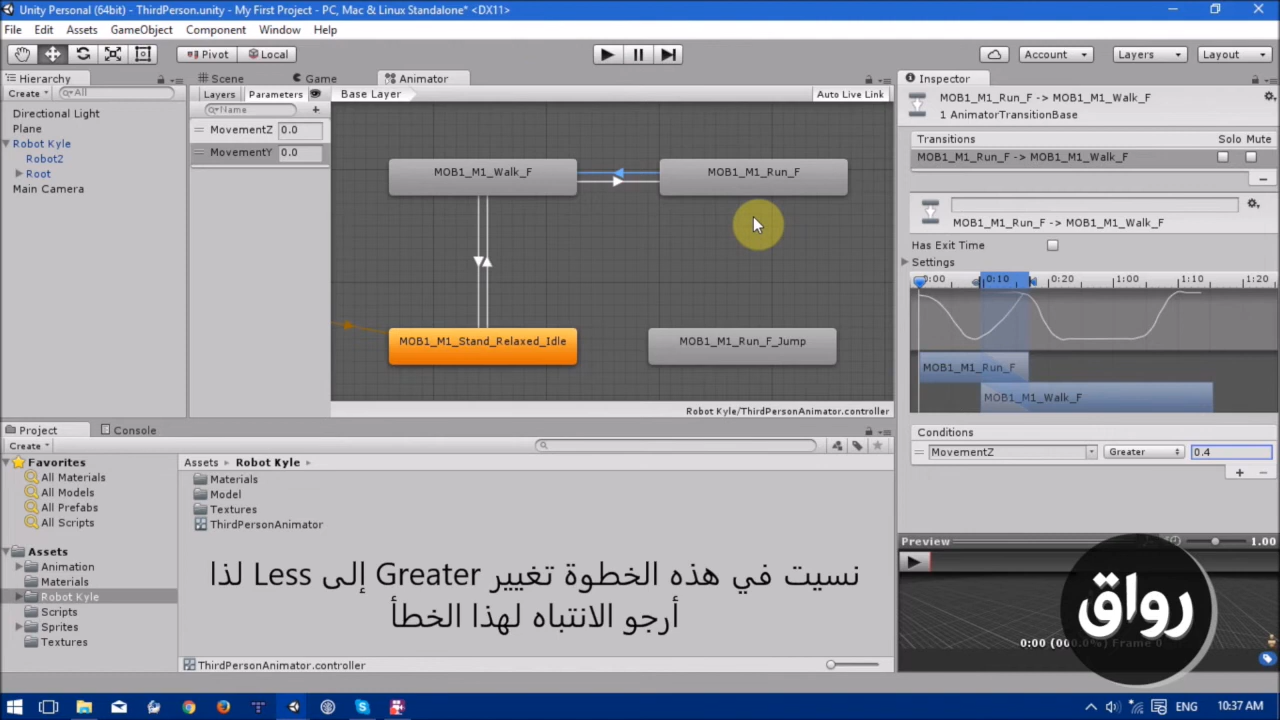 Unity Personal (64bit) - ThirdPerson.unity - My First Project - PC, Mac & Linux Standalone* <DX11>
File Edit Assets GameObject Component Window Help
Pivot Local Account Layers Layout
Hierarchy
Create All
Directional Light
Plane
Robot Kyle
Robot2
Root
Main Camera
Scene Game Animator
Layers Parameters Base Layer Auto Live Link
Name
MovementZ 0.0
MovementY 0.0
MOB1_M1_Walk_F
MOB1_M1_Run_F
MOB1_M1_Stand_Relaxed_Idle
MOB1_M1_Run_F_Jump
Robot Kyle/ThirdPersonAnimator.controller
Inspector
MOB1_M1_Run_F -> MOB1_M1_Walk_F
1 AnimatorTransitionBase
Transitions Solo Mute
MOB1_M1_Run_F -> MOB1_M1_Walk_F
MOB1_M1_Run_F -> MOB1_M1_Walk_F
Has Exit Time
Settings
0:00 0:10 0:20 1:00 1:10 1:20
MOB1_M1_Run_F
MOB1_M1_Walk_F
Conditions
MovementZ Greater 0.4
Preview 1.00
Project Console
Create
Favorites
All Materials
All Models
All Prefabs
All Scripts
Assets
Animation
Materials
Robot Kyle
Scripts
Sprites
Textures
Assets Robot Kyle
Materials
Model
Textures
ThirdPersonAnimator
نسيت في هذه الخطوة تغيير Greater إلى Less لذا
أرجو الانتباه لهذا الخطأ
رواق
ThirdPersonAnimator.controller
ENG 10:37 AM